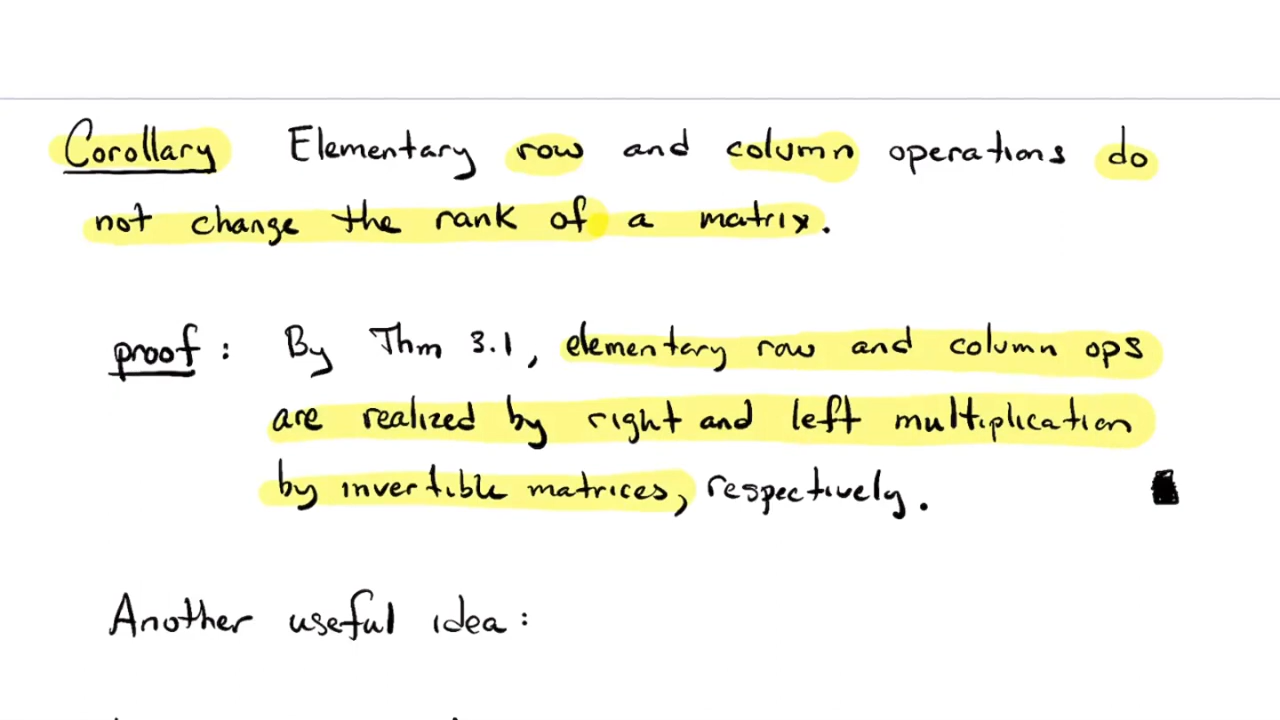 Corollary Elementary row and column operations do
not change the rank of a matrix.
proof: By Thm 3.1, elementary row and column ops
are realized by right and left multiplication
by invertible matrices, respectively.
Another useful idea: